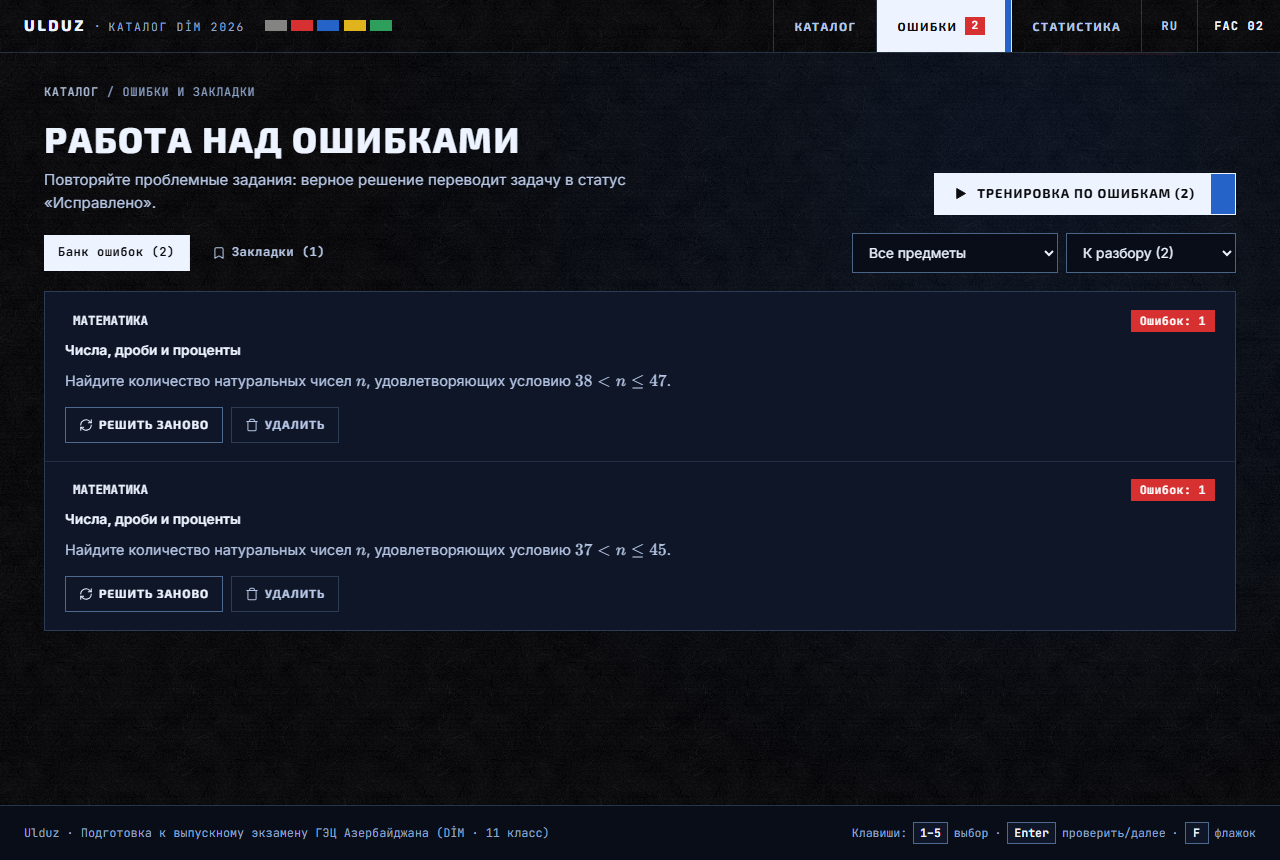 ULDUZ · КАТАЛОГ DİM 2026
КАТАЛОГ
ОШИБКИ 2
СТАТИСТИКА
RU
FAC 02
КАТАЛОГ / ОШИБКИ И ЗАКЛАДКИ
РАБОТА НАД ОШИБКАМИ
Повторяйте проблемные задания: верное решение переводит задачу в статус
«Исправлено».
ТРЕНИРОВКА ПО ОШИБКАМ (2)
Банк ошибок (2)
Закладки (1)
Все предметы
К разбору (2)
МАТЕМАТИКА
Ошибок: 1
Числа, дроби и проценты
Найдите количество натуральных чисел n, удовлетворяющих условию 38 < n ≤ 47.
РЕШИТЬ ЗАНОВО
УДАЛИТЬ
МАТЕМАТИКА
Ошибок: 1
Числа, дроби и проценты
Найдите количество натуральных чисел n, удовлетворяющих условию 37 < n ≤ 45.
РЕШИТЬ ЗАНОВО
УДАЛИТЬ
Ulduz · Подготовка к выпускному экзамену ГЭЦ Азербайджана (DİM · 11 класс)
Клавиши: 1–5 выбор · Enter проверить/далее · F флажок